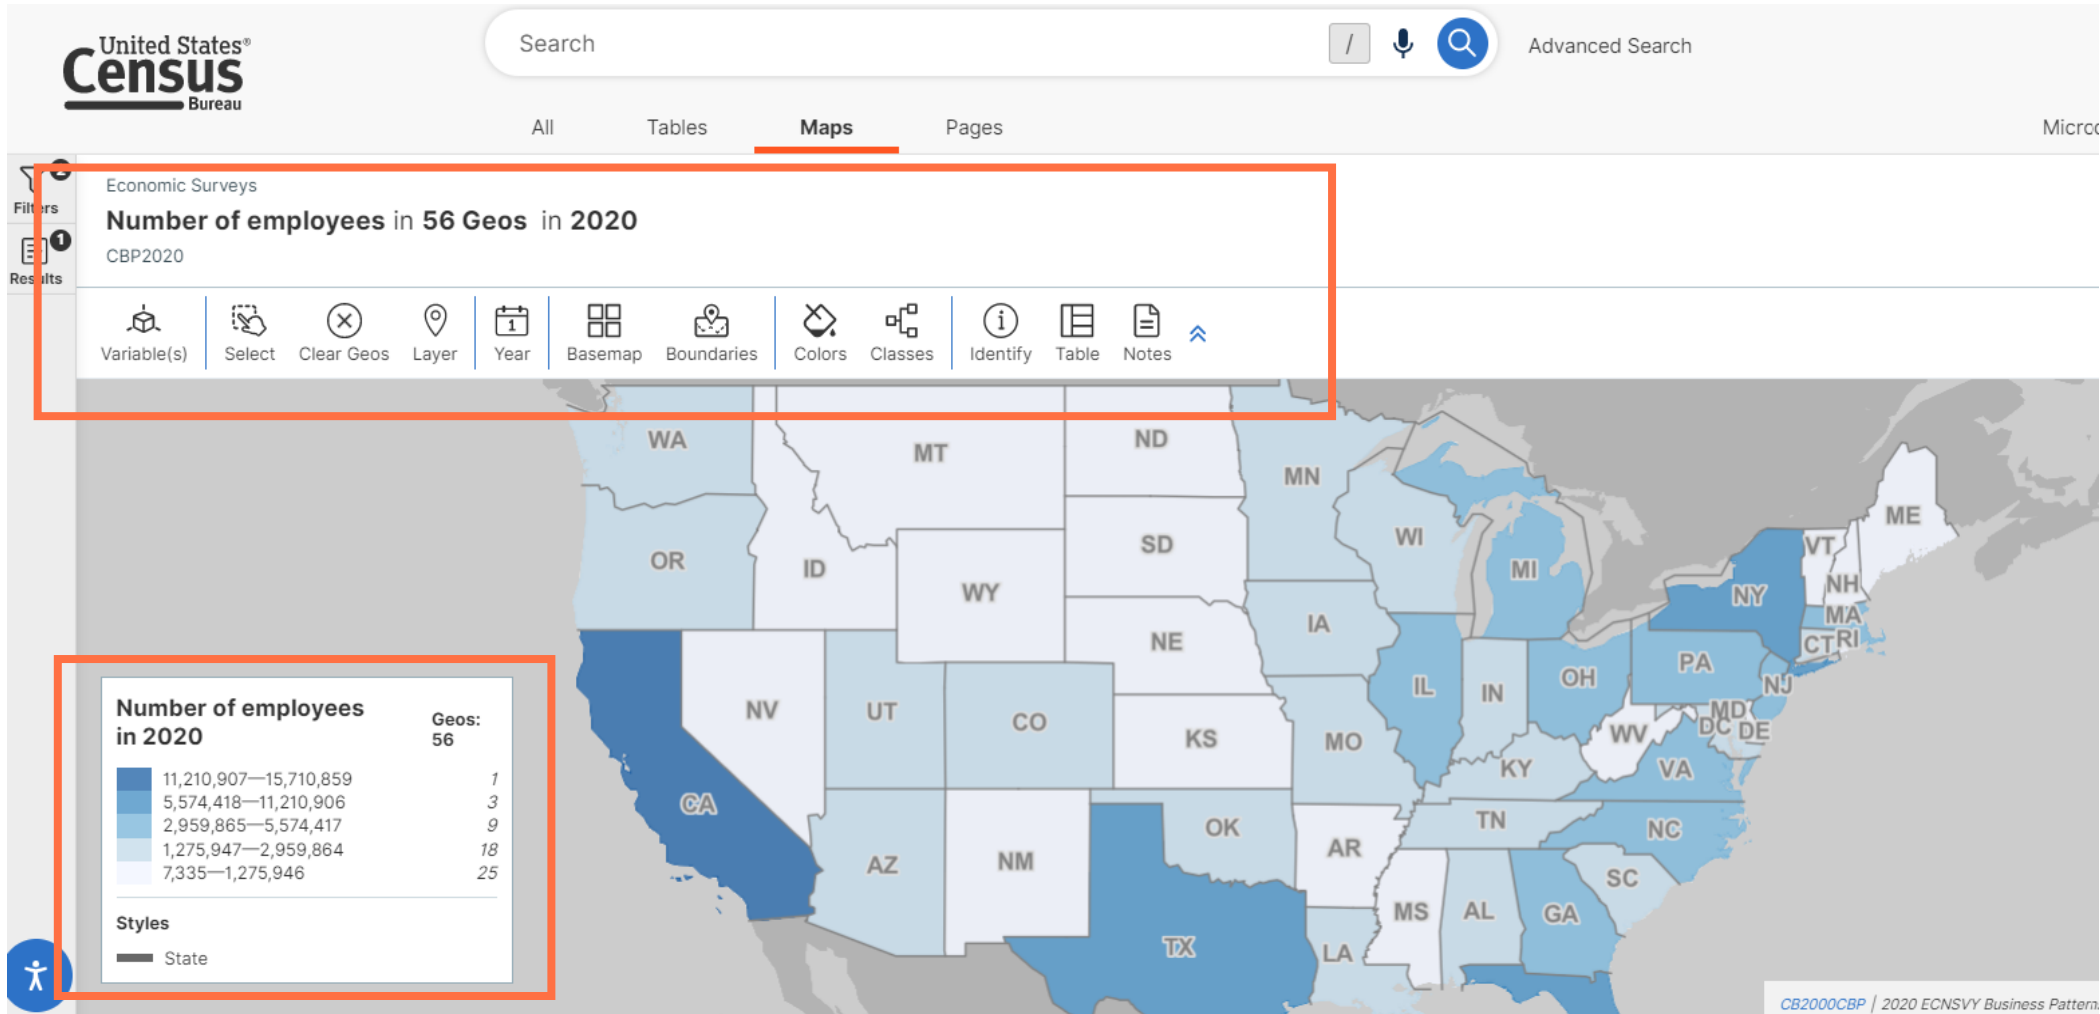 United States®
Census
Bureau
Search
/
Advanced Search
All
Tables
Maps
Pages
Filters
2
Results
1
Economic Surveys
Number of employees in 56 Geos in 2020
CBP2020
Variable(s)
Select
Clear Geos
Layer
1
Year
Basemap
Boundaries
Colors
Classes
i
Identify
Table
Notes
WA
MT
ND
MN
ME
OR
ID
SD
WI
MI
VT
WY
NY
NH
MA
IA
NE
CT
RI
PA
OH
IL
IN
NJ
NV
UT
CO
KS
MO
WV
MD
DC
DE
KY
VA
CA
OK
TN
NC
AZ
NM
AR
SC
MS
AL
GA
TX
LA
Number of employees
in 2020
Geos:
56
11,210,907—15,710,859 1
5,574,418—11,210,906 3
2,959,865—5,574,417 9
1,275,947—2,959,864 18
7,335—1,275,946 25
Styles
State
CB2000CBP | 2020 ECNSVY Business Patterns